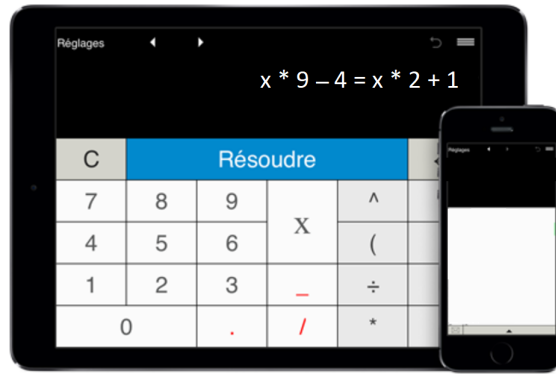 Réglages
x * 9 – 4 = x * 2 + 1
C Résoudre
7 8 9 X ^
4 5 6 (
1 2 3 _ ÷
0 . / *
Réglages